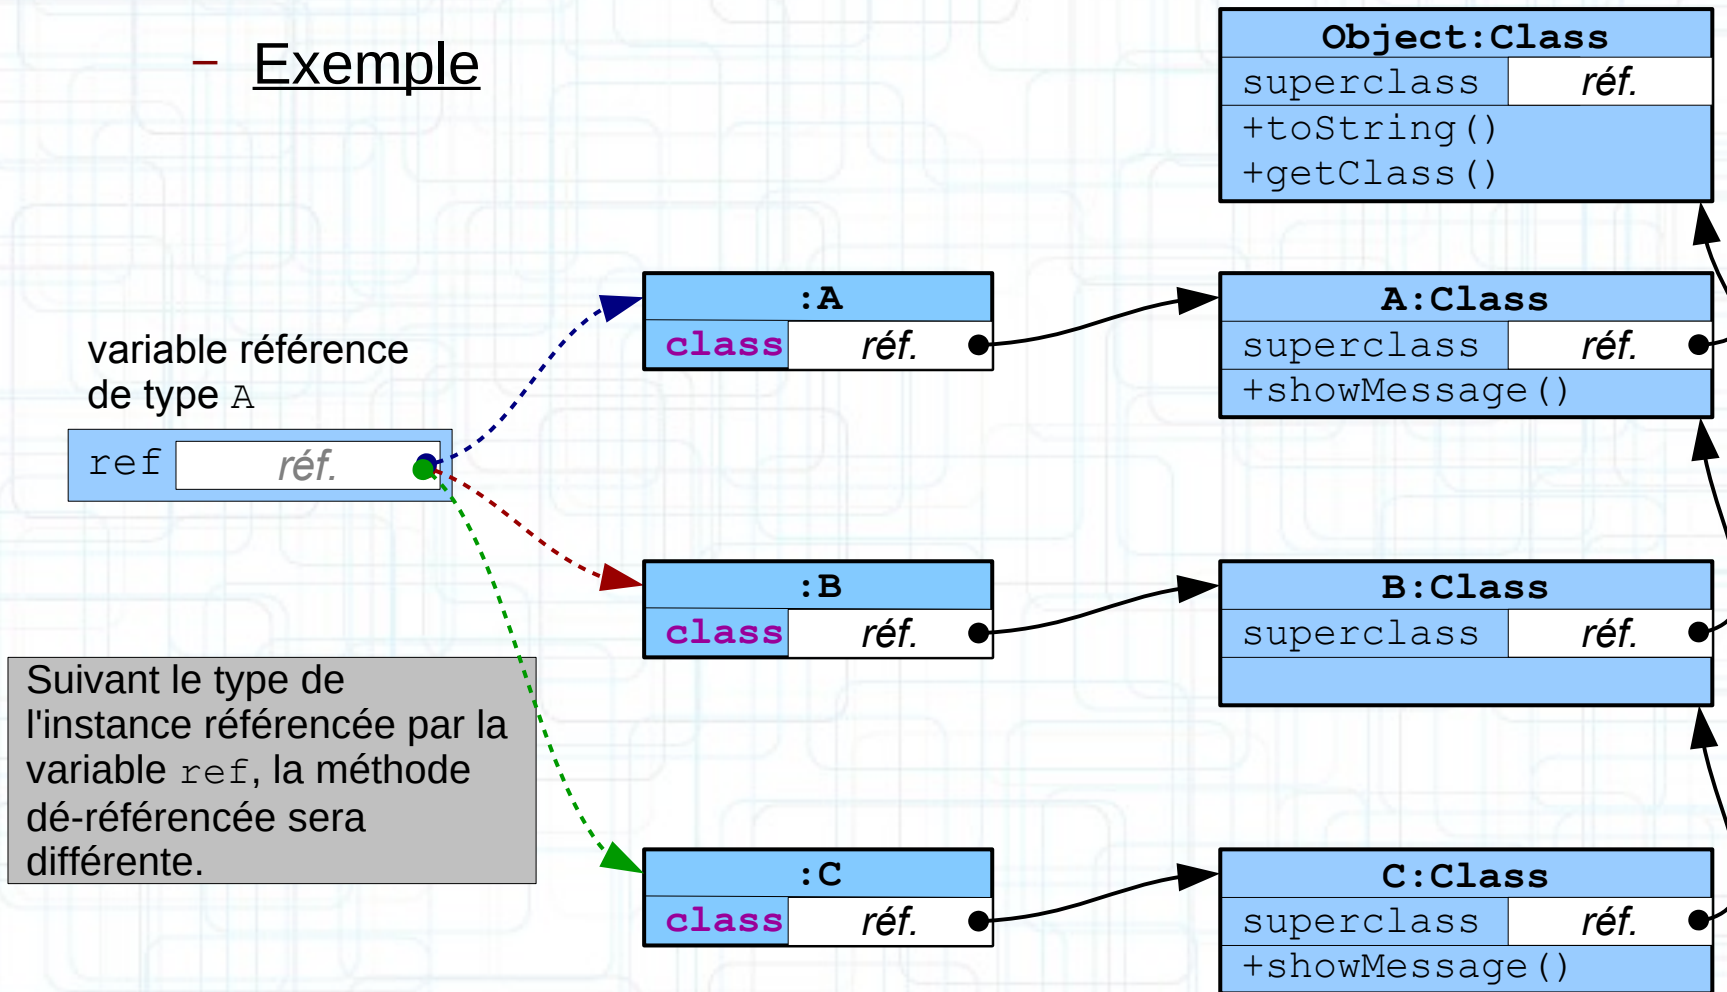 – Exemple
Object:Class
superclass réf.
+toString()
+getClass()
:A
class réf.
A:Class
superclass réf.
+showMessage()
variable référence
de type A
ref réf.
:B
class réf.
B:Class
superclass réf.
Suivant le type de
l'instance référencée par la
variable ref, la méthode
dé-référencée sera
différente.
:C
class réf.
C:Class
superclass réf.
+showMessage()